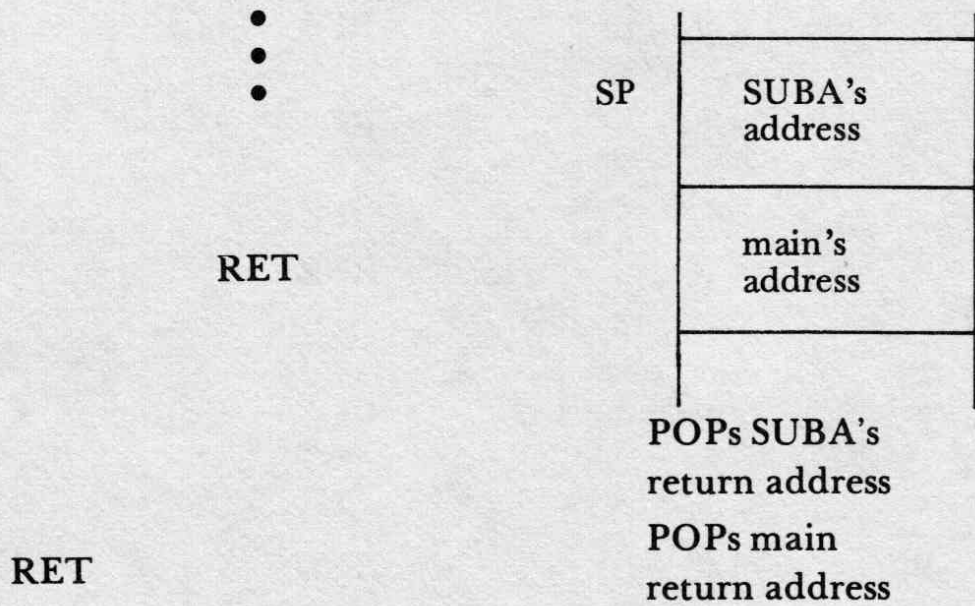 SP
SUBA's
address
main's
address
RET
POPs SUBA's
return address
POPs main
return address
RET